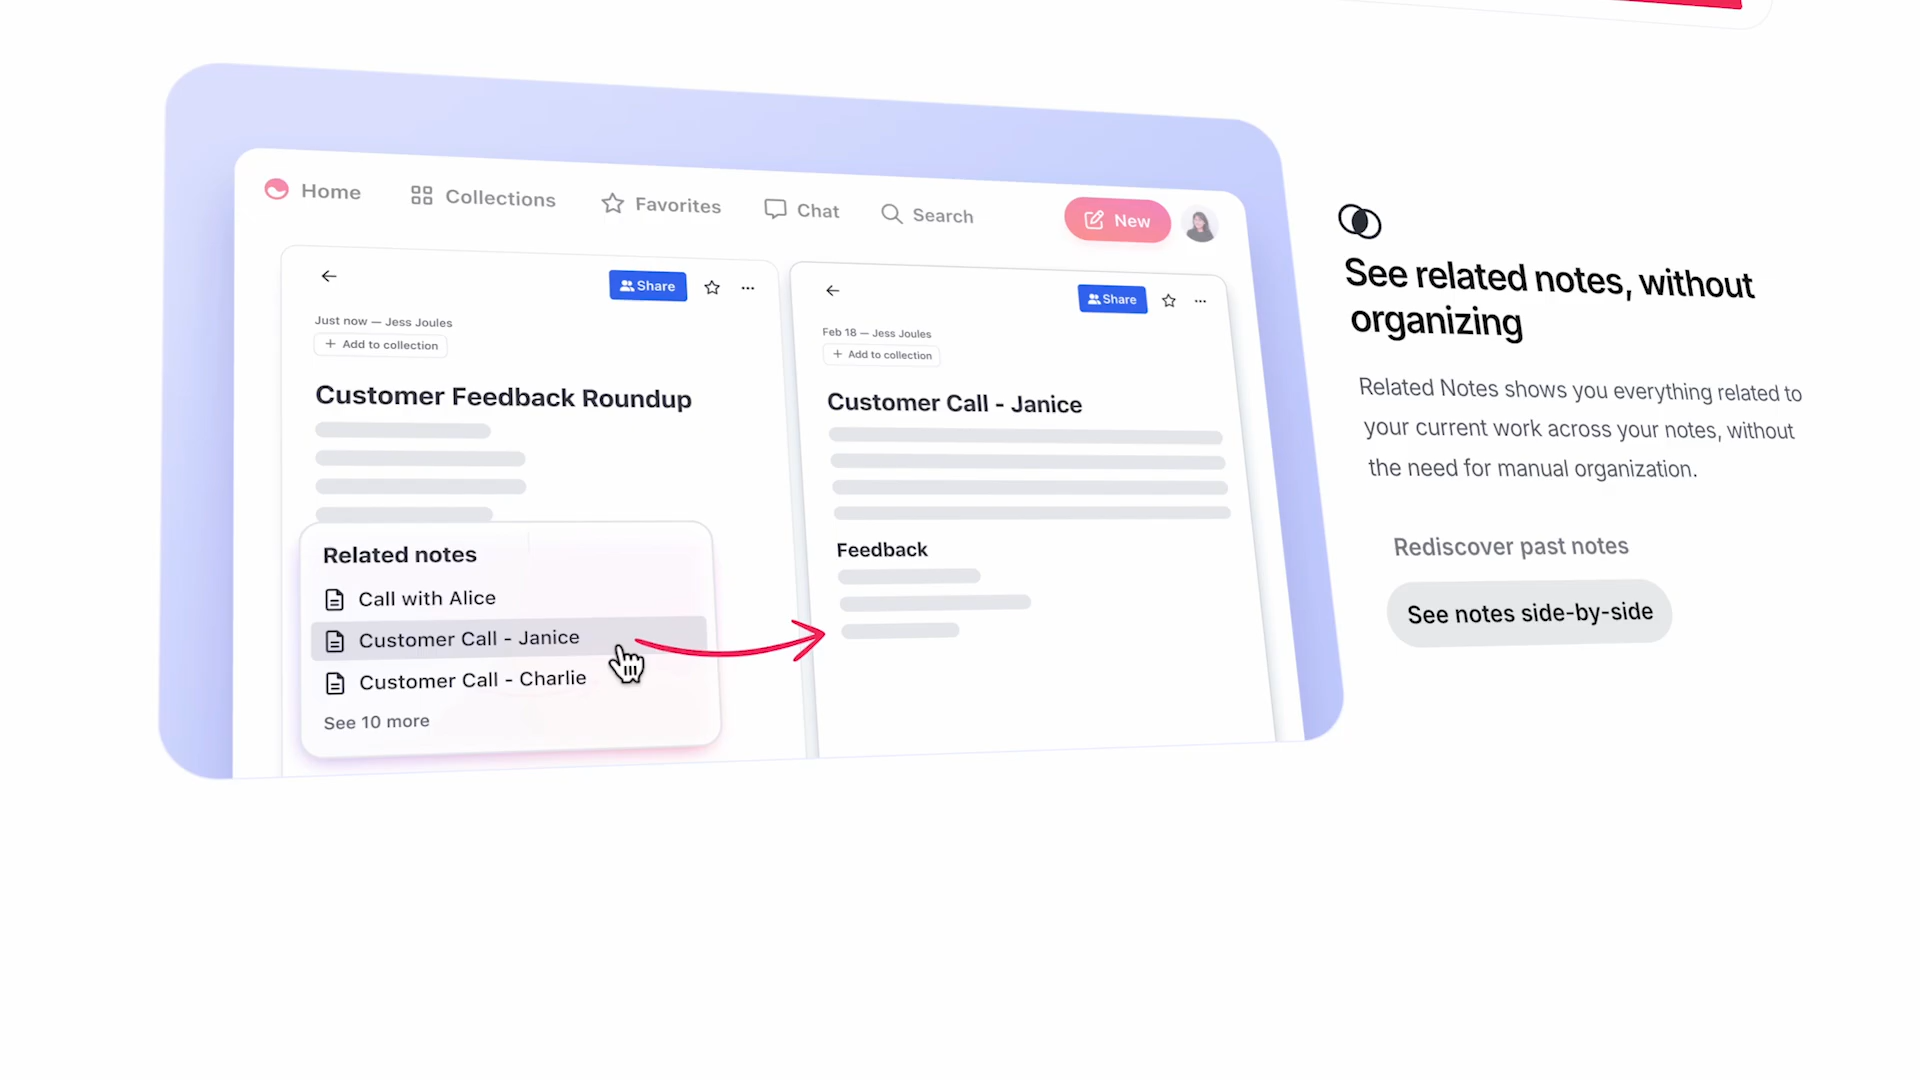 Home
Collections
Favorites
Chat
Search
New
Share
Just now — Jess Joules
+ Add to collection
Customer Feedback Roundup
Related notes
Call with Alice
Customer Call - Janice
Customer Call - Charlie
See 10 more
Share
Feb 18 — Jess Joules
+ Add to collection
Customer Call - Janice
Feedback
See related notes, without
organizing
Related Notes shows you everything related to
your current work across your notes, without
the need for manual organization.
Rediscover past notes
See notes side-by-side